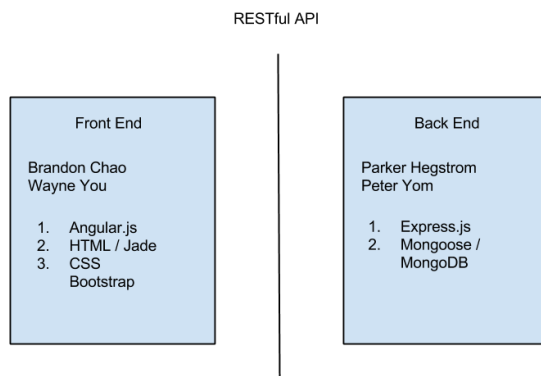 RESTful API
Front End
Brandon Chao
Wayne You
1. Angular.js
2. HTML / Jade
3. CSS
Bootstrap
Back End
Parker Hegstrom
Peter Yom
1. Express.js
2. Mongoose /
MongoDB